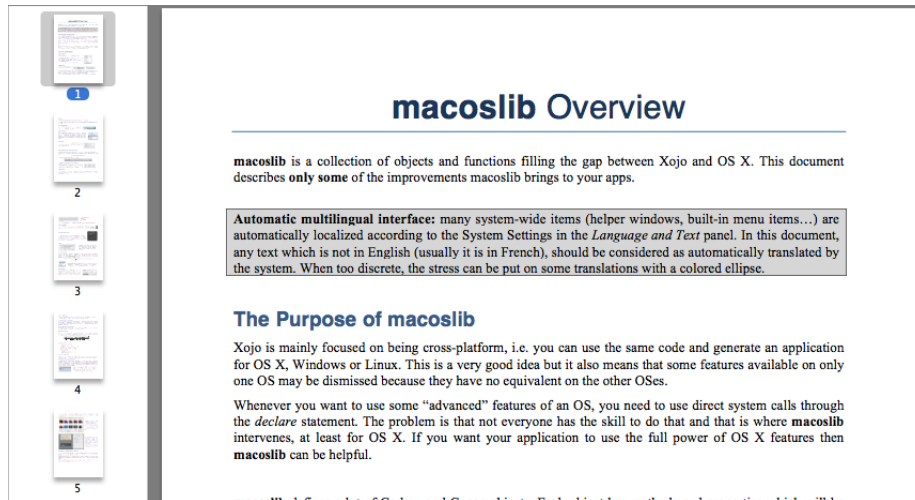 macoslib Overview
macoslib is a collection of objects and functions filling the gap between Xojo and OS X. This document
describes only some of the improvements macoslib brings to your apps.
Automatic multilingual interface: many system-wide items (helper windows, built-in menu items…) are
automatically localized according to the System Settings in the Language and Text panel. In this document,
any text which is not in English (usually it is in French), should be considered as automatically translated by
the system. When too discrete, the stress can be put on some translations with a colored ellipse.
The Purpose of macoslib
Xojo is mainly focused on being cross-platform, i.e. you can use the same code and generate an application
for OS X, Windows or Linux. This is a very good idea but it also means that some features available on only
one OS may be dismissed because they have no equivalent on the other OSes.
Whenever you want to use some “advanced” features of an OS, you need to use direct system calls through
the declare statement. The problem is that not everyone has the skill to do that and that is where macoslib
intervenes, at least for OS X. If you want your application to use the full power of OS X features then
macoslib can be helpful.
1
2
3
4
5